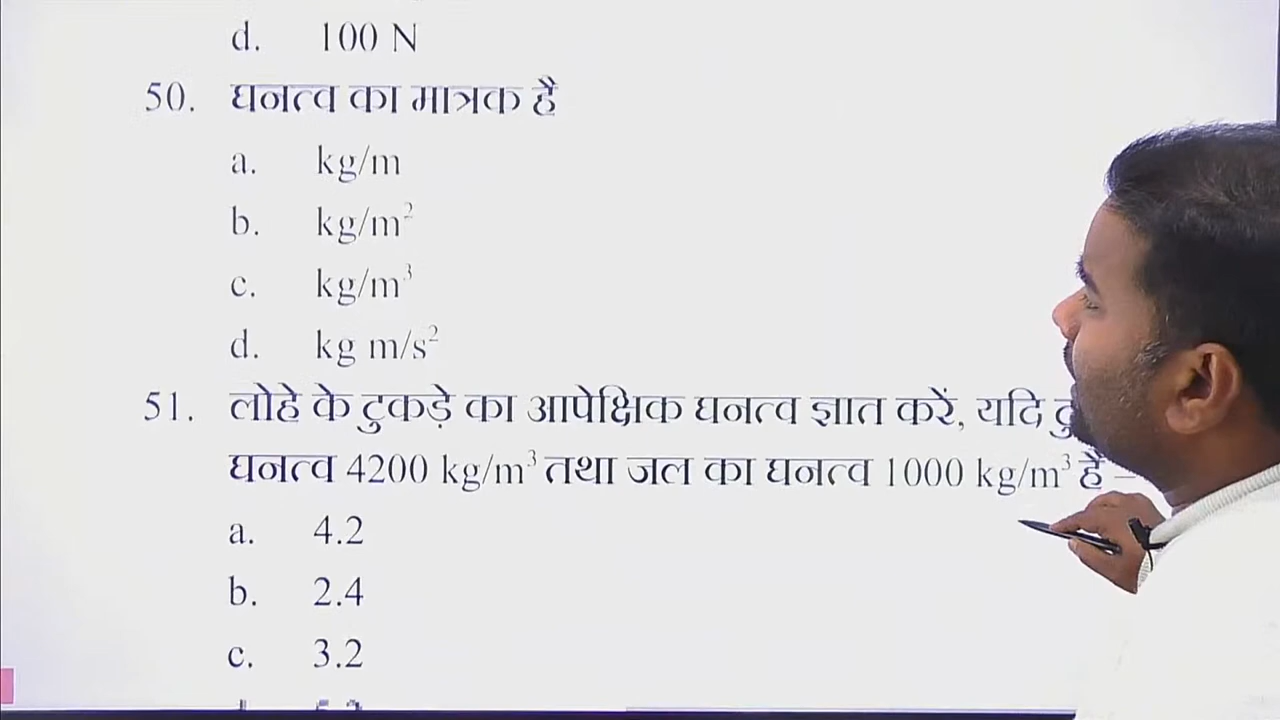 d. 100 N
50. घनत्व का मात्रक है
a. kg/m
b. kg/m²
c. kg/m³
d. kg m/s²
51. लोहे के टुकड़े का आपेक्षिक घनत्व ज्ञात करें, यदि
घनत्व 4200 kg/m³ तथा जल का घनत्व 1000 kg/m³ हैं –
a. 4.2
b. 2.4
c. 3.2